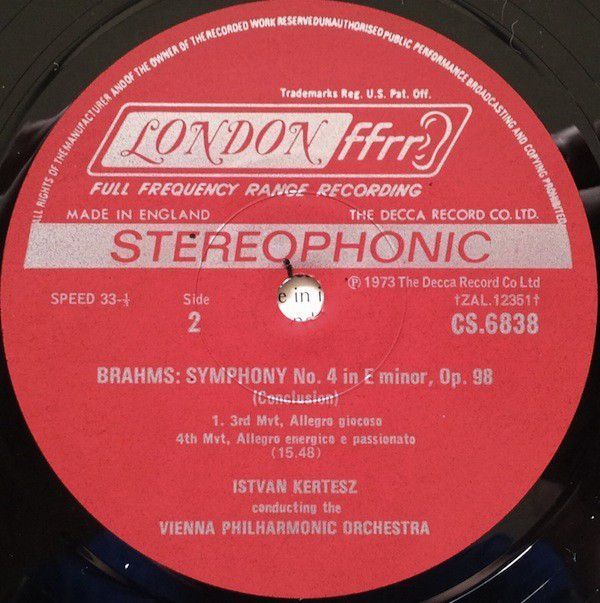 ALL RIGHTS OF THE MANUFACTURER AND OF THE OWNER OF THE RECORDED WORK RESERVED UNAUTHORISED PUBLIC PERFORMANCE BROADCASTING AND COPYING PROHIBITED
Trademarks Reg. U.S. Pat. Off.
LONDON ffrr
FULL FREQUENCY RANGE RECORDING
MADE IN ENGLAND THE DECCA RECORD CO. LTD.
STEREOPHONIC
℗ 1973 The Decca Record Co Ltd
e in i
SPEED 33-⅓ Side †ZAL.12351†
2 CS.6838
BRAHMS: SYMPHONY No. 4 in E minor, Op. 98
(Conclusion)
1. 3rd Mvt, Allegro giocoso
4th Mvt, Allegro energico e passionato
(15.48)
ISTVAN KERTESZ
conducting the
VIENNA PHILHARMONIC ORCHESTRA